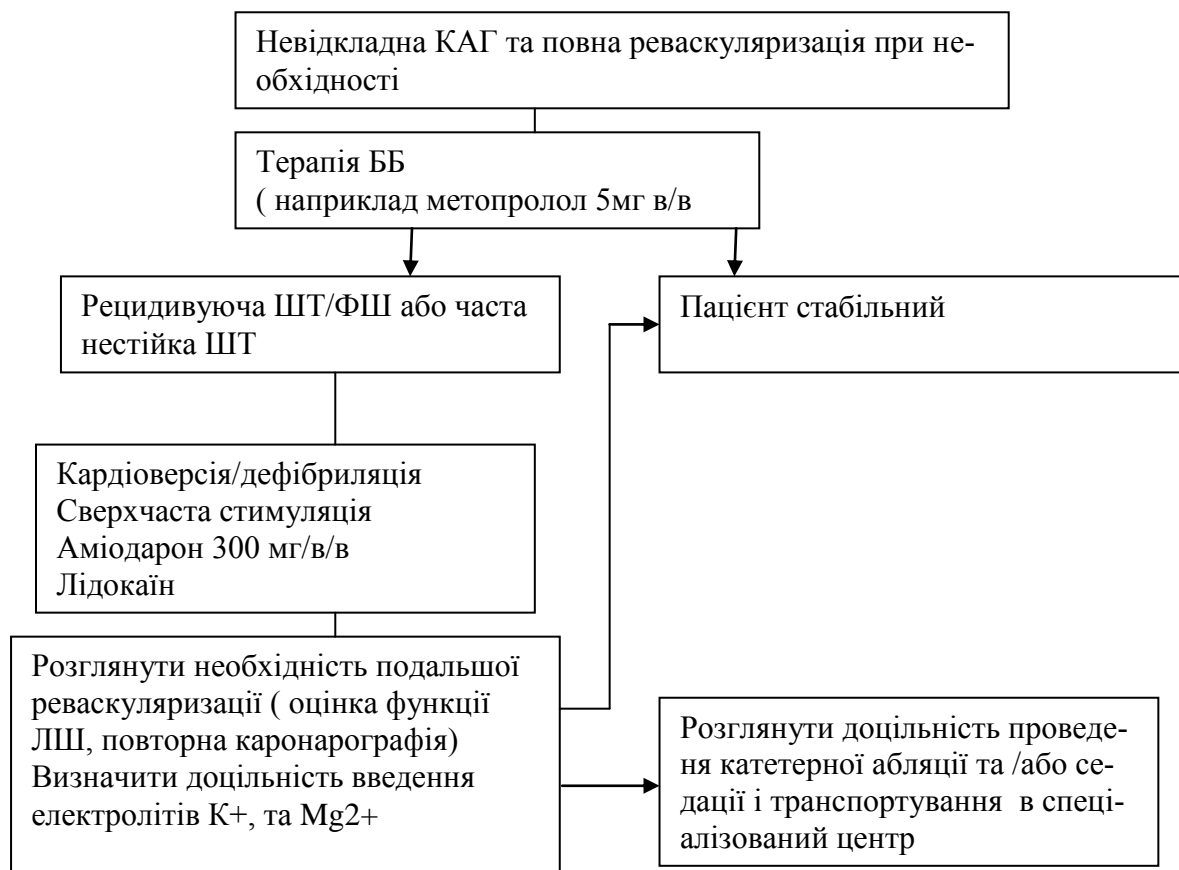 Невідкладна КАГ та повна реваскуляризація при не-
обхідності
Терапія ББ
( наприклад метопролол 5мг в/в
Рецидивуюча ШТ/ФШ або часта
нестійка ШТ
Пацієнт стабільний
Кардіоверсія/дефібриляція
Сверхчаста стимуляція
Аміодарон 300 мг/в/в
Лідокаїн
Розглянути необхідність подальшої
реваскуляризації ( оцінка функції
ЛШ, повторна каронарографія)
Визначити доцільність введення
електролітів К+, та Mg2+
Розглянути доцільність проведе-
ня катетерної абляції та /або се-
дації і транспортування  в спеці-
алізований центр